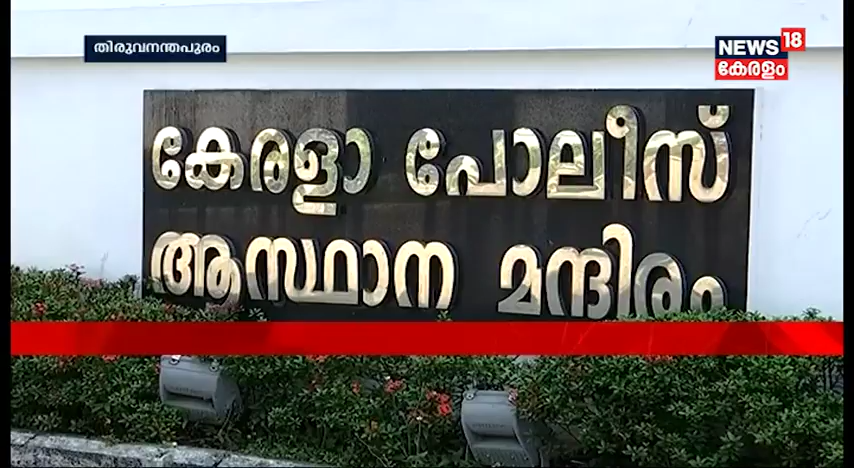 തിരുവനന്തപുരം
NEWS 18
കേരളം
കേരളാ പോലീസ്
ആസ്ഥാന മന്ദിരം